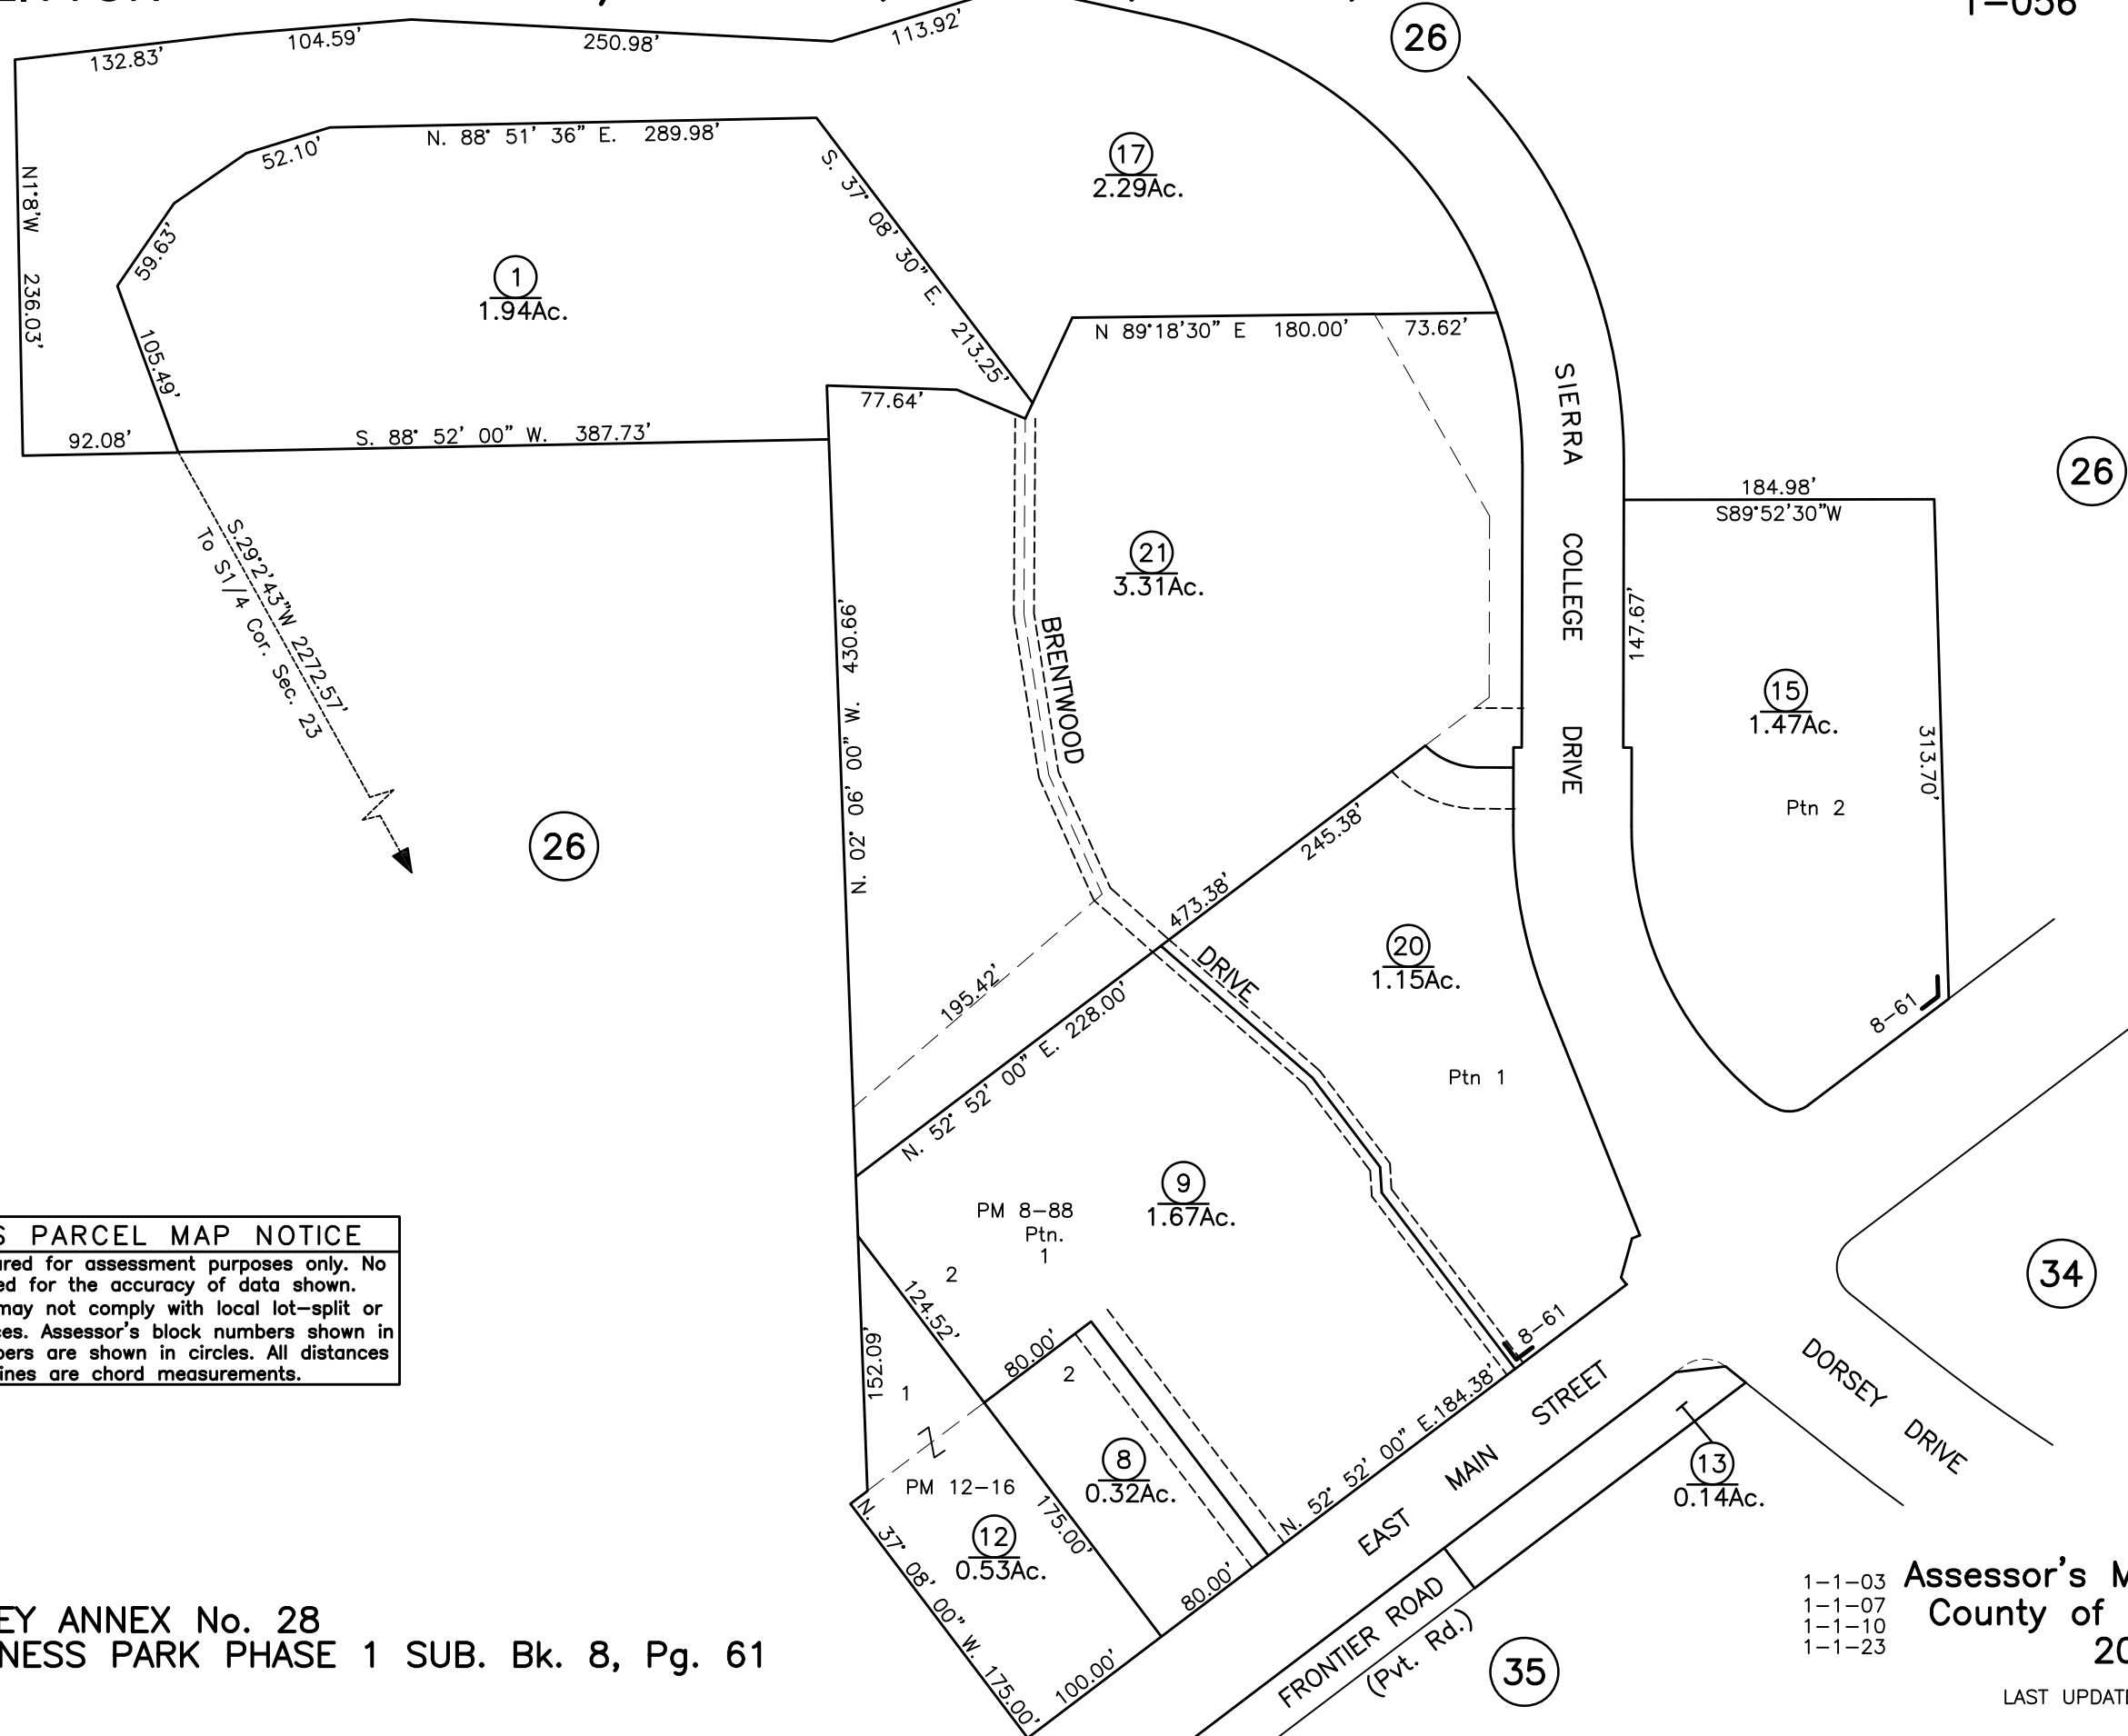 26
132.83'
104.59'
250.98'
113.92'
N. 88° 51' 36" E. 289.98'
52.10'
59.63'
N1°8'W 236.03'
105.49'
1
1.94Ac.
S. 37° 08' 30" E. 213.25'
17
2.29Ac.
N 89°18'30" E 180.00'
73.62'
77.64'
92.08'
S. 88° 52' 00" W. 387.73'
S.29°2'43"W 2272.57'
To S1/4 Cor. Sec. 23
26
SIERRA COLLEGE DRIVE
184.98'
S89°52'30"W
26
147.67'
15
1.47Ac.
Ptn 2
313.70'
8-61
21
3.31Ac.
BRENTWOOD
DRIVE
N. 02° 06' 00" W. 430.66'
245.38'
473.38'
195.42'
N. 52° 52' 00" E. 228.00'
20
1.15Ac.
Ptn 1
9
1.67Ac.
PM 8-88
Ptn.
1
2
124.52'
152.09'
1
80.00'
2
8
0.32Ac.
PM 12-16
12
0.53Ac.
175.00'
N. 37° 08' 00" W. 175.00'
100.00'
80.00'
N. 52° 52' 00" E. 184.38'
8-61
EAST MAIN STREET
FRONTIER ROAD
(Pvt. Rd.)
13
0.14Ac.
DORSEY DRIVE
34
35
PARCEL MAP NOTICE
for assessment purposes only. No
for the accuracy of data shown.
may not comply with local lot-split or
Assessor's block numbers shown in
are shown in circles. All distances
are chord measurements.
ANNEX No. 28
PARK PHASE 1 SUB. Bk. 8, Pg. 61
1-1-03
1-1-07
1-1-10
1-1-23
Assessor's
County of
LAST